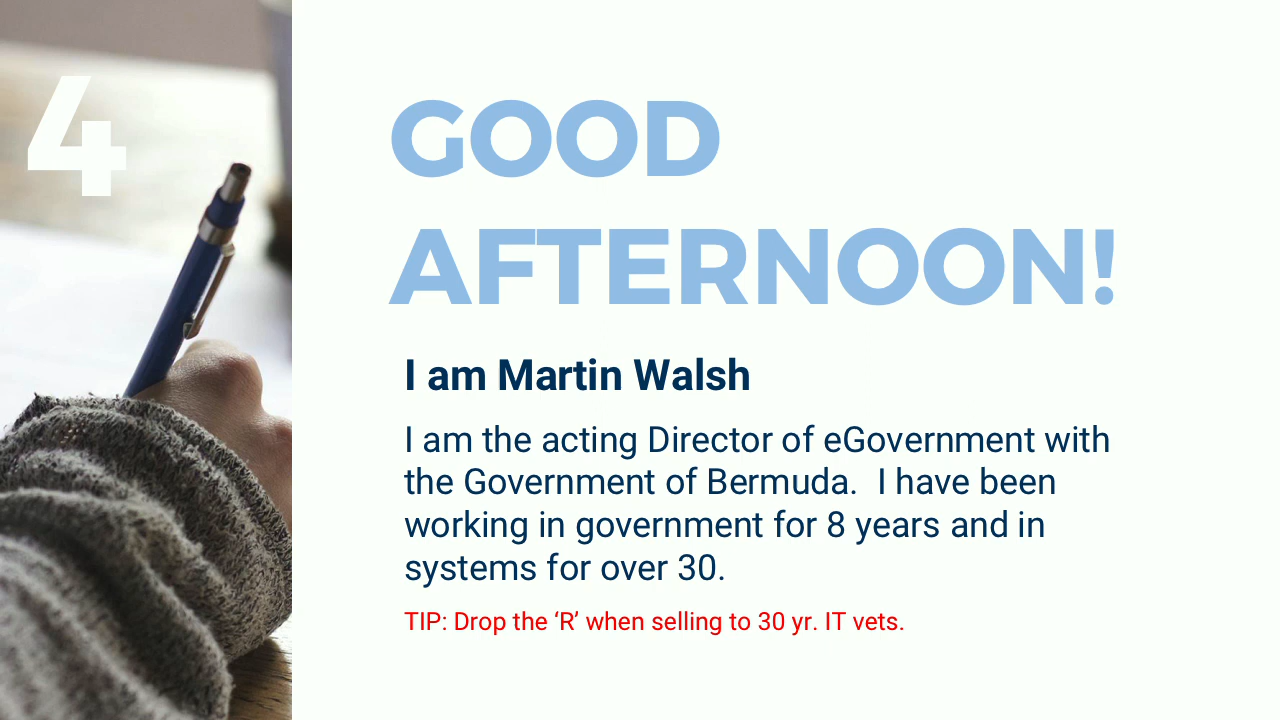 4
GOOD
AFTERNOON!
I am Martin Walsh
I am the acting Director of eGovernment with
the Government of Bermuda.  I have been
working in government for 8 years and in
systems for over 30.
TIP: Drop the ‘R’ when selling to 30 yr. IT vets.